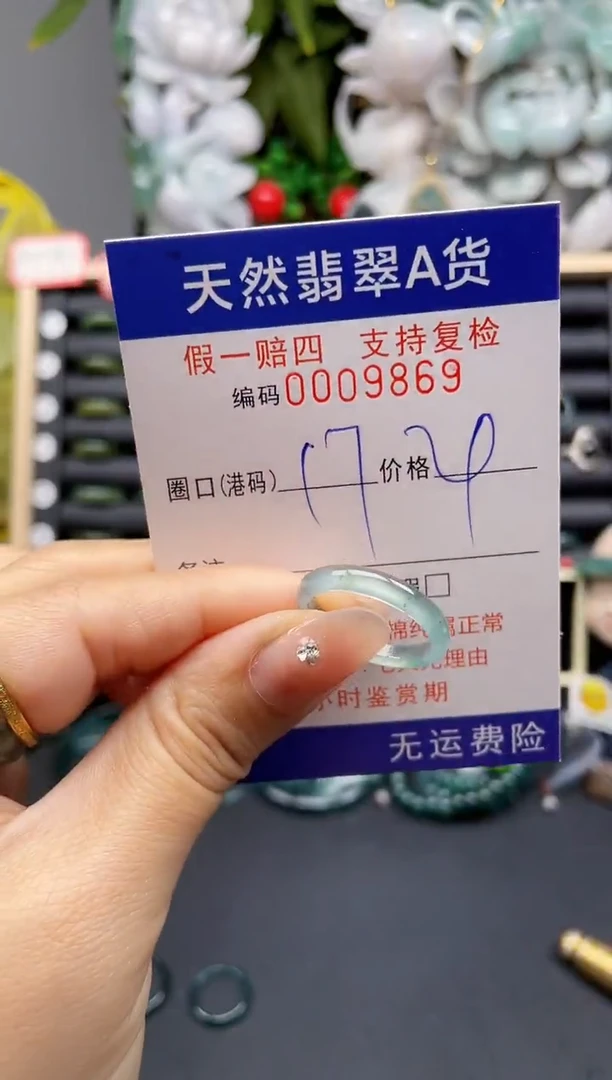 天然翡翠A货
假一赔四 支持复检
编码0009869
圈口(港码) 17 价格
棉纯属正常
理由
小时鉴赏期
无运费险